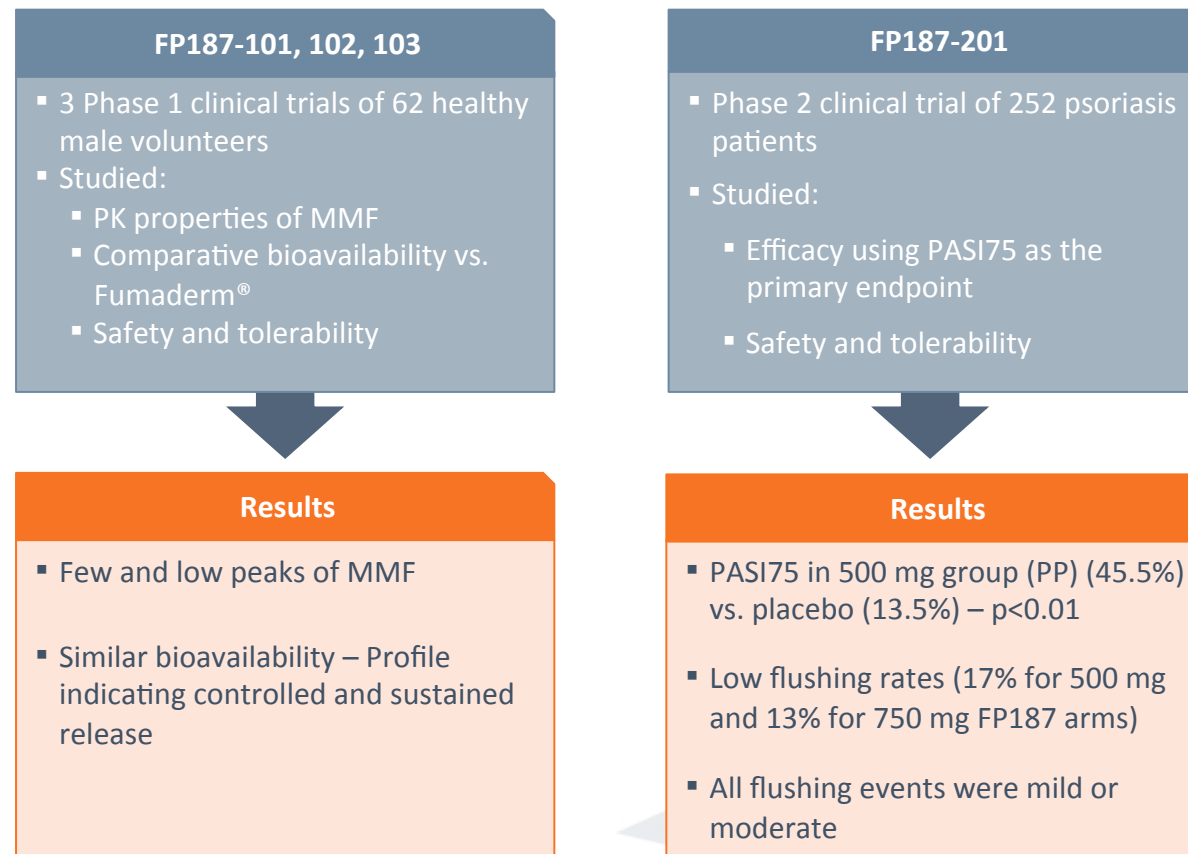 FP187-101, 102, 103
▪ 3 Phase 1 clinical trials of 62 healthy
male volunteers
▪ Studied:
▪ PK properties of MMF
▪ Comparative bioavailability vs.
Fumaderm®
▪ Safety and tolerability
Results
▪ Few and low peaks of MMF
▪ Similar bioavailability – Profile
indicating controlled and sustained
release
FP187-201
▪ Phase 2 clinical trial of 252 psoriasis
patients
▪ Studied:
▪ Efficacy using PASI75 as the
primary endpoint
▪ Safety and tolerability
Results
▪ PASI75 in 500 mg group (PP) (45.5%)
vs. placebo (13.5%) – p<0.01
▪ Low flushing rates (17% for 500 mg
and 13% for 750 mg FP187 arms)
▪ All flushing events were mild or
moderate